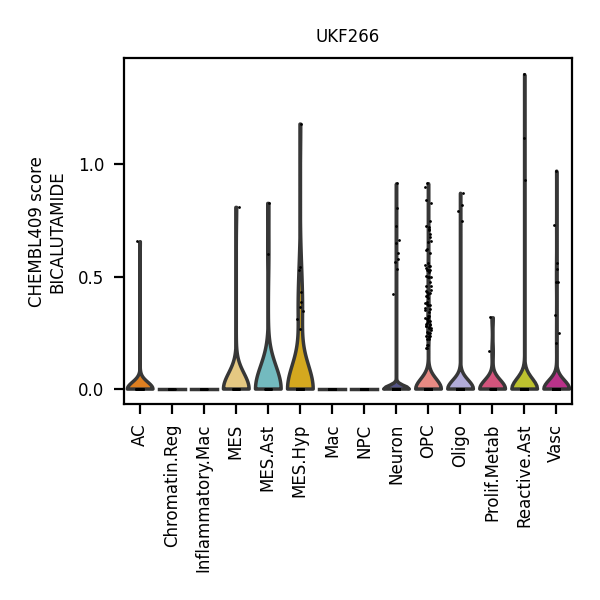 UKF266
CHEMBL409 score
BICALUTAMIDE
1.0
0.5
0.0
AC
Chromatin.Reg
Inflammatory.Mac
MES
MES.Ast
MES.Hyp
Mac
NPC
Neuron
OPC
Oligo
Prolif.Metab
Reactive.Ast
Vasc